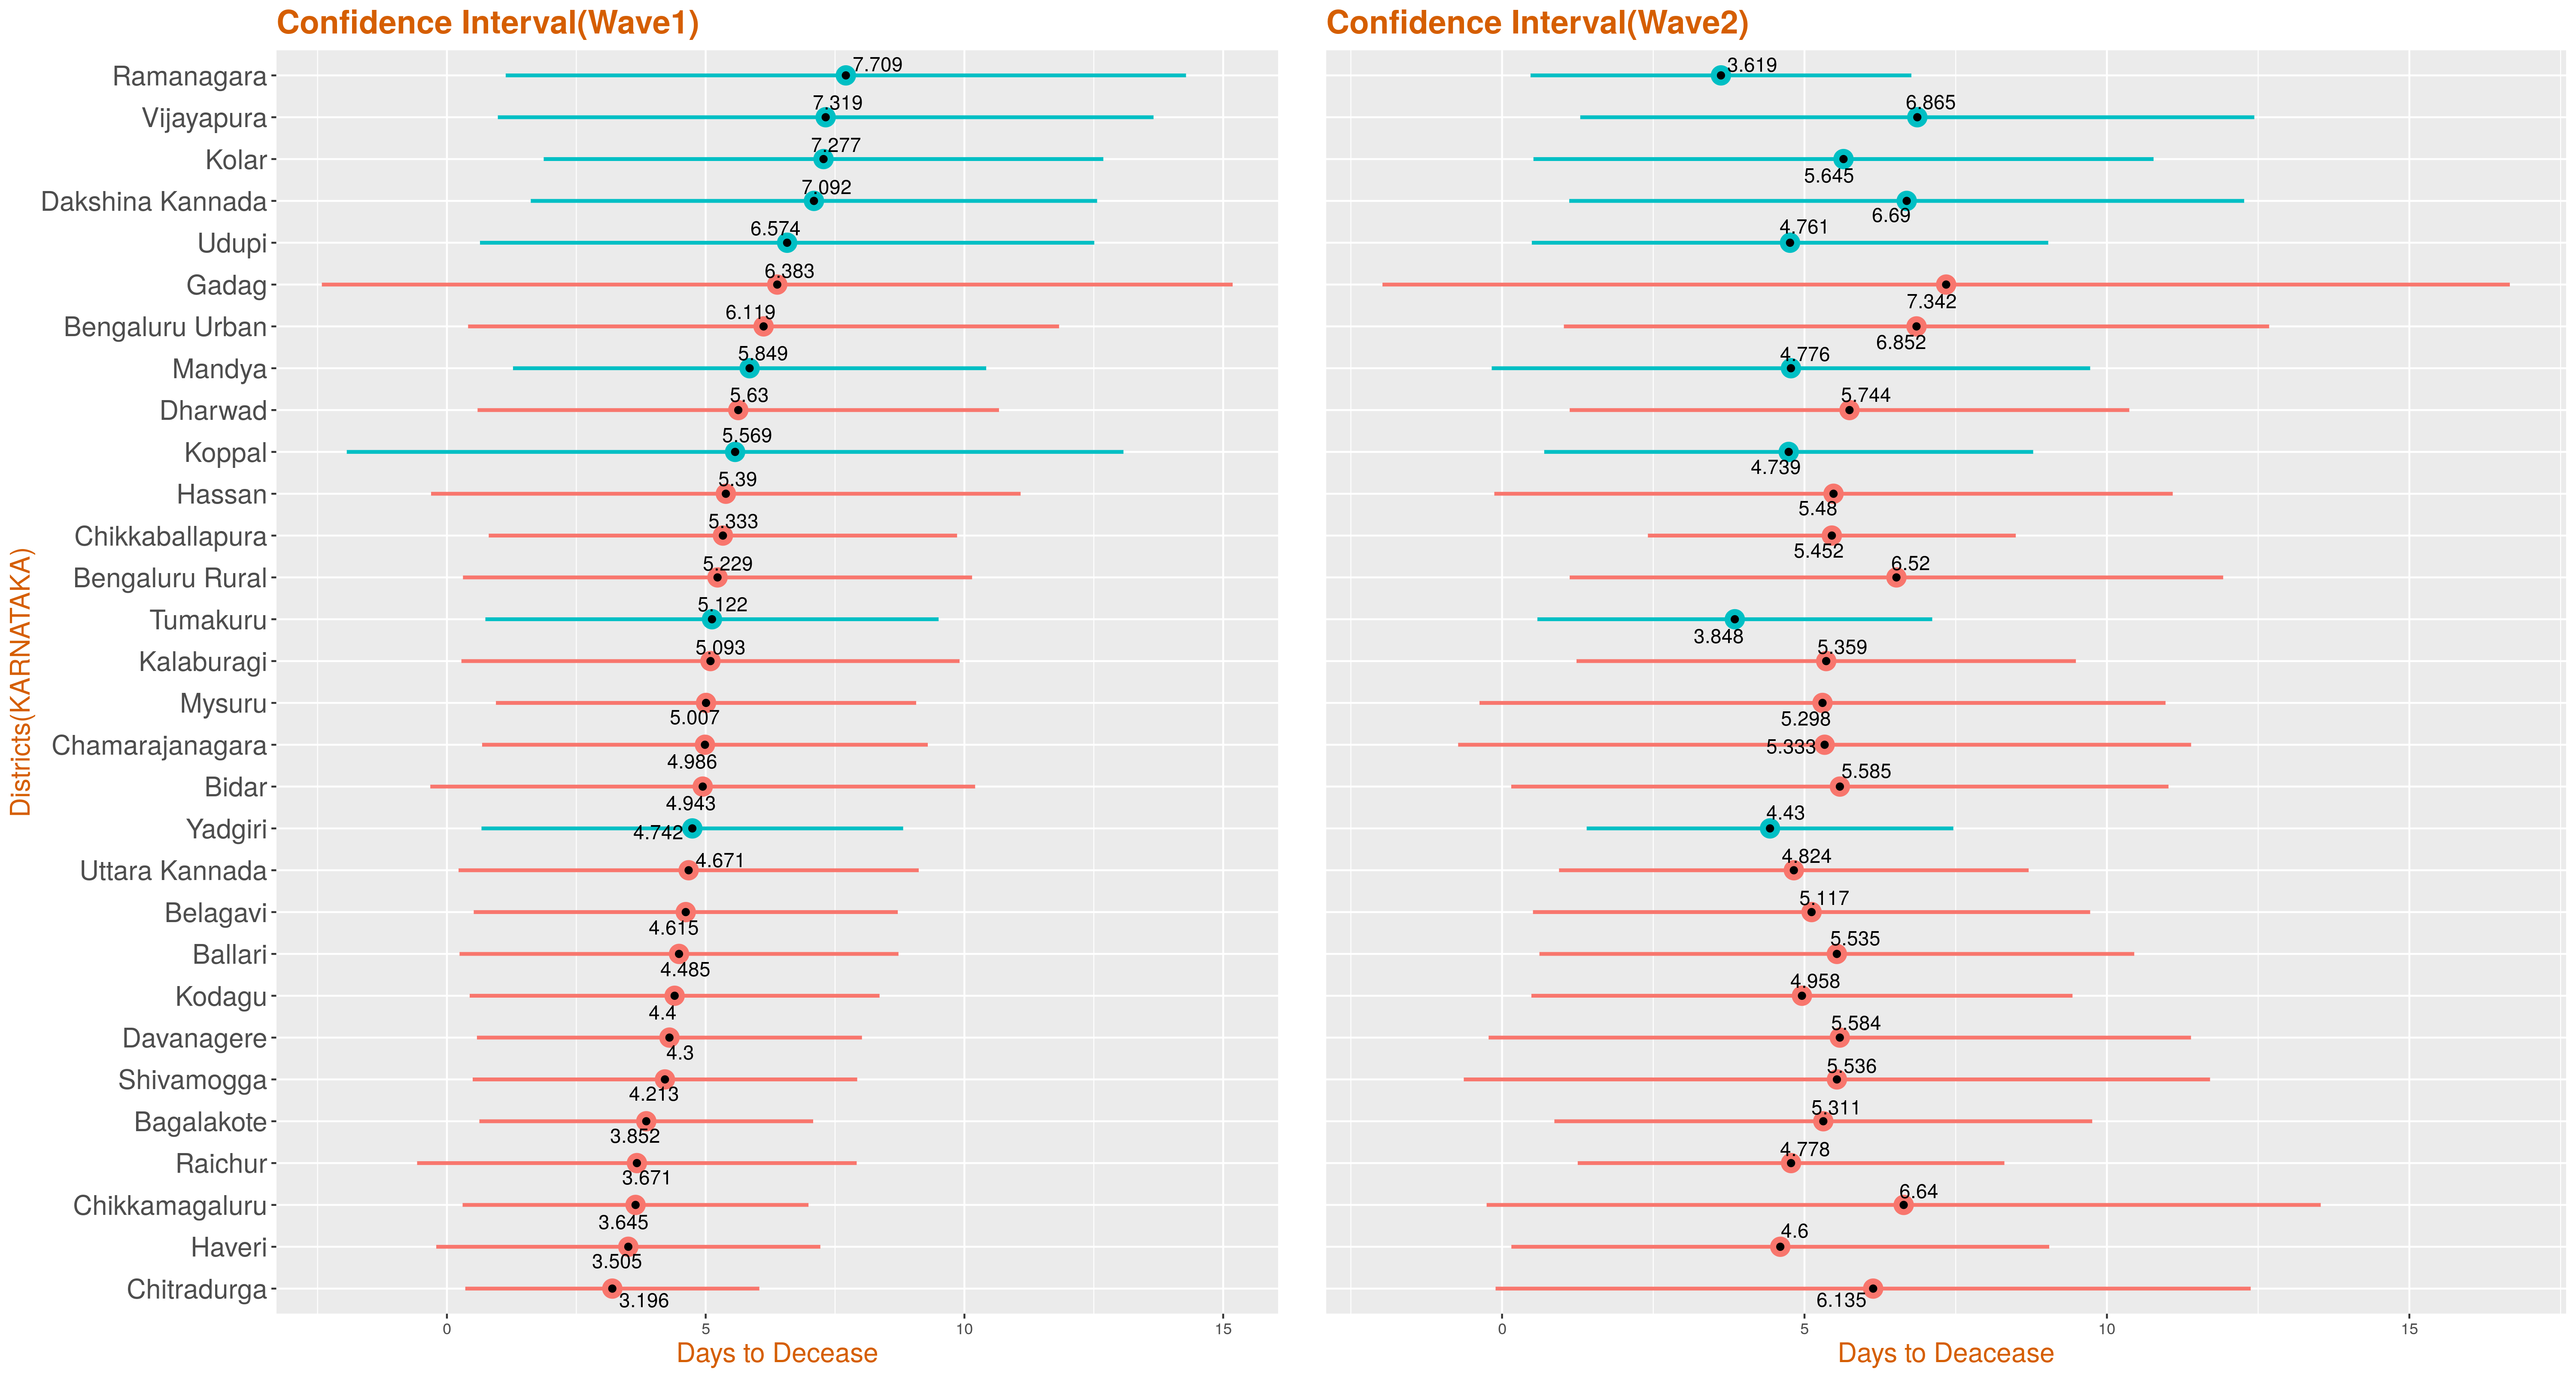 Confidence Interval(Wave1)
Confidence Interval(Wave2)
Districts(KARNATAKA)
Ramanagara 7.709 3.619
Vijayapura 7.319 6.865
Kolar 7.277 5.645
Dakshina Kannada 7.092 6.69
Udupi 6.574 4.761
Gadag 6.383 7.342
Bengaluru Urban 6.119 6.852
Mandya 5.849 4.776
Dharwad 5.63 5.744
Koppal 5.569 4.739
Hassan 5.39 5.48
Chikkaballapura 5.333 5.452
Bengaluru Rural 5.229 6.52
Tumakuru 5.122 3.848
Kalaburagi 5.093 5.359
Mysuru 5.007 5.298
Chamarajanagara 4.986 5.333
Bidar 4.943 5.585
Yadgiri 4.742 4.43
Uttara Kannada 4.671 4.824
Belagavi 4.615 5.117
Ballari 4.485 5.535
Kodagu 4.4 4.958
Davanagere 4.3 5.584
Shivamogga 4.213 5.536
Bagalakote 3.852 5.311
Raichur 3.671 4.778
Chikkamagaluru 3.645 6.64
Haveri 3.505 4.6
Chitradurga 3.196 6.135
0 5 10 15
0 5 10 15
Days to Decease
Days to Deacease